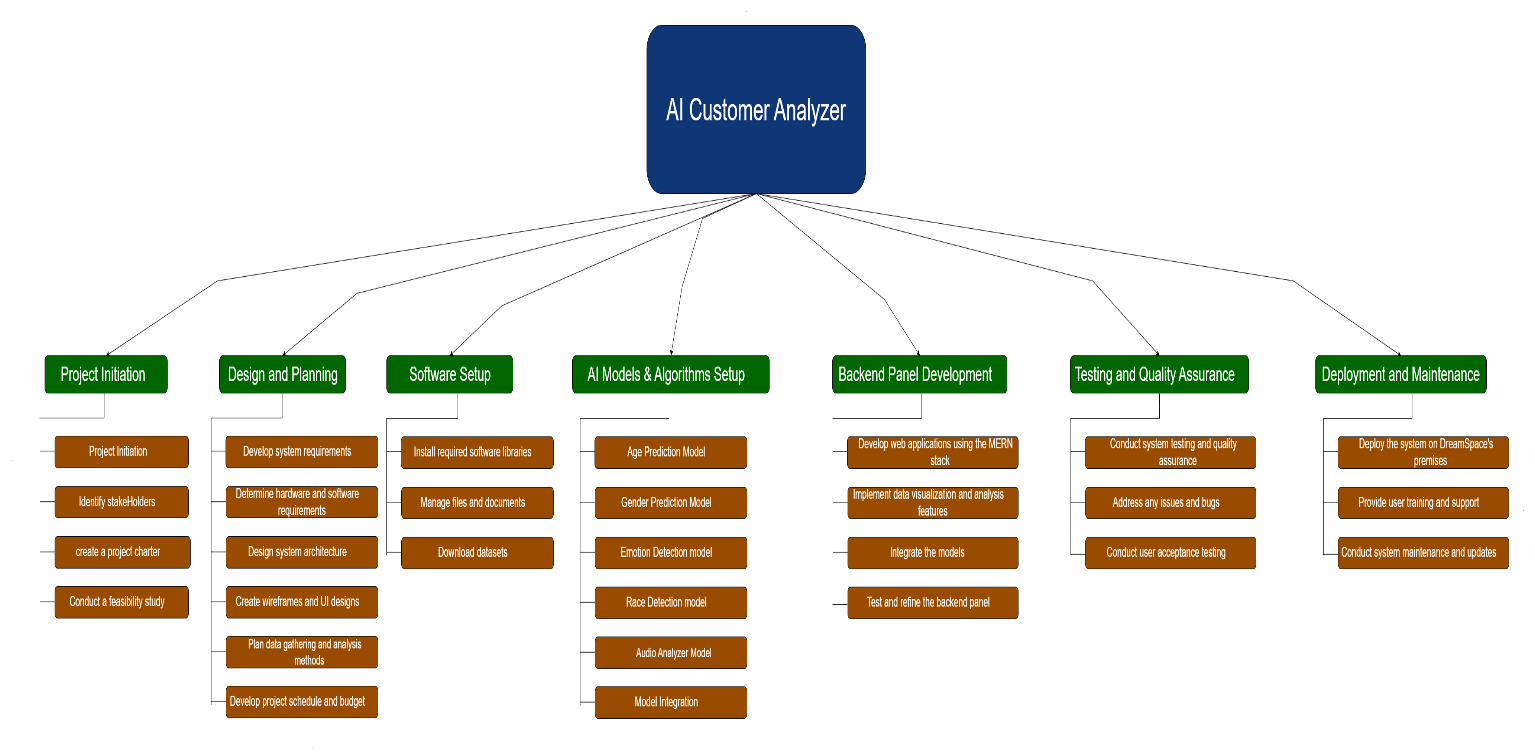 AI Customer Analyzer
Project Initiation
Design and Planning
Software Setup
AI Models & Algorithms Setup
Backend Panel Development
Testing and Quality Assurance
Deployment and Maintenance
Project Initiation
Identify stakeHolders
create a project charter
Conduct a feasibility study
Develop system requirements
Determine hardware and software
requirements
Design system architecture
Create wireframes and UI designs
Plan data gathering and analysis
methods
Develop project schedule and budget
Install required software libraries
Manage files and documents
Download datasets
Age Prediction Model
Gender Prediction Model
Emotion Detection model
Race Detection model
Audio Analyzer Model
Model Integration
Develop web applications using the MERN
stack
Implement data visualization and analysis
features
Integrate the models
Test and refine the backend panel
Conduct system testing and quality
assurance
Address any issues and bugs
Conduct user acceptance testing
Deploy the system on DreamSpace's
premises
Provide user training and support
Conduct system maintenance and updates